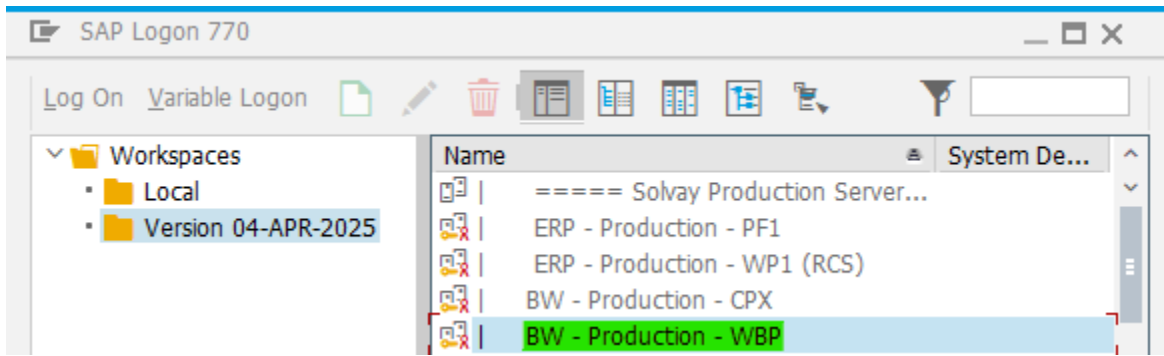 SAP Logon 770
Log On Variable Logon
Workspaces
Local
Version 04-APR-2025
Name System De...
| ===== Solvay Production Server...
| ERP - Production - PF1
| ERP - Production - WP1 (RCS)
| BW - Production - CPX
| BW - Production - WBP